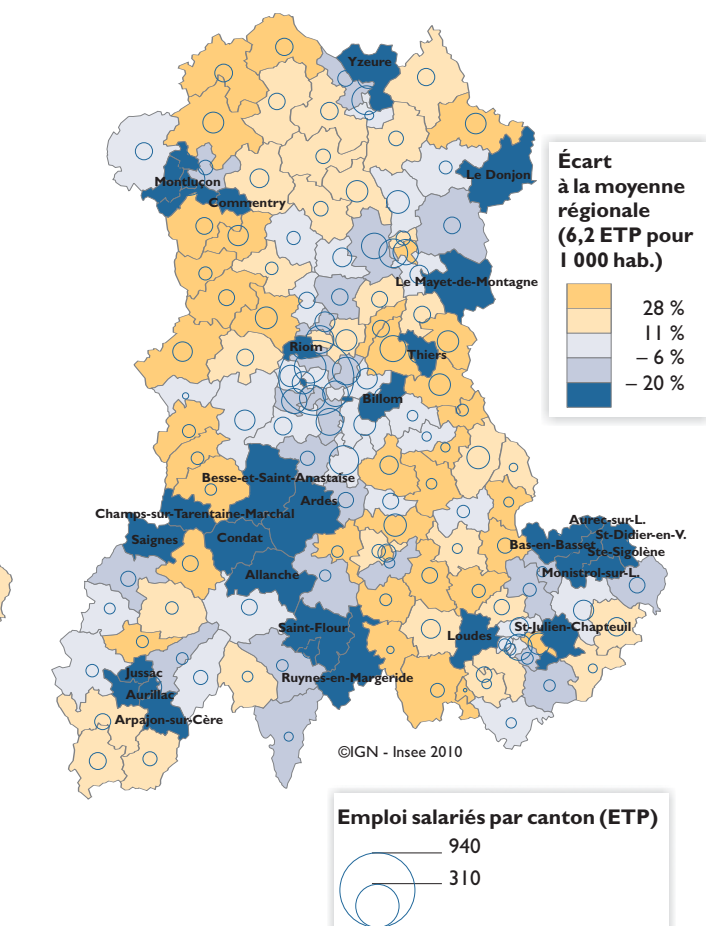 Yzeure
Écart
à la moyenne
régionale
(6,2 ETP pour
1 000 hab.)
28 %
11 %
– 6 %
– 20 %
Le Donjon
Montluçon
Commentry
Le Mayet-de-Montagne
Riom
Thiers
Billom
Besse-et-Saint-Anastaise
Ardes
Champs-sur-Tarentaine-Marchal
Saignes
Condat
Allanche
Aurec-sur-L.
St-Didier-en-V.
Bas-en-Basset
Ste-Sigolène
Monistrol-sur-L.
Saint-Flour
Loudes
St-Julien-Chapteuil
Ruynes-en-Margeride
Jussac
Aurillac
Arpajon-sur-Cère
©IGN - Insee 2010
Emploi salariés par canton (ETP)
940
310